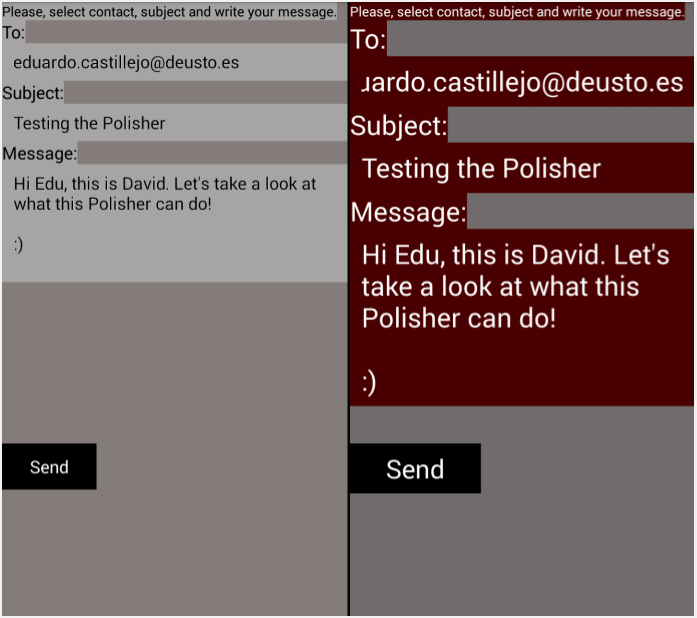 Please, select contact, subject and write your message.
To:
eduardo.castillejo@deusto.es
Subject:
Testing the Polisher
Message:
Hi Edu, this is David. Let's take a look at
what this Polisher can do!
:)
Send
Please, select contact, subject and write your message.
To:
uardo.castillejo@deusto.es
Subject:
Testing the Polisher
Message:
Hi Edu, this is David. Let's
take a look at what this
Polisher can do!
:)
Send